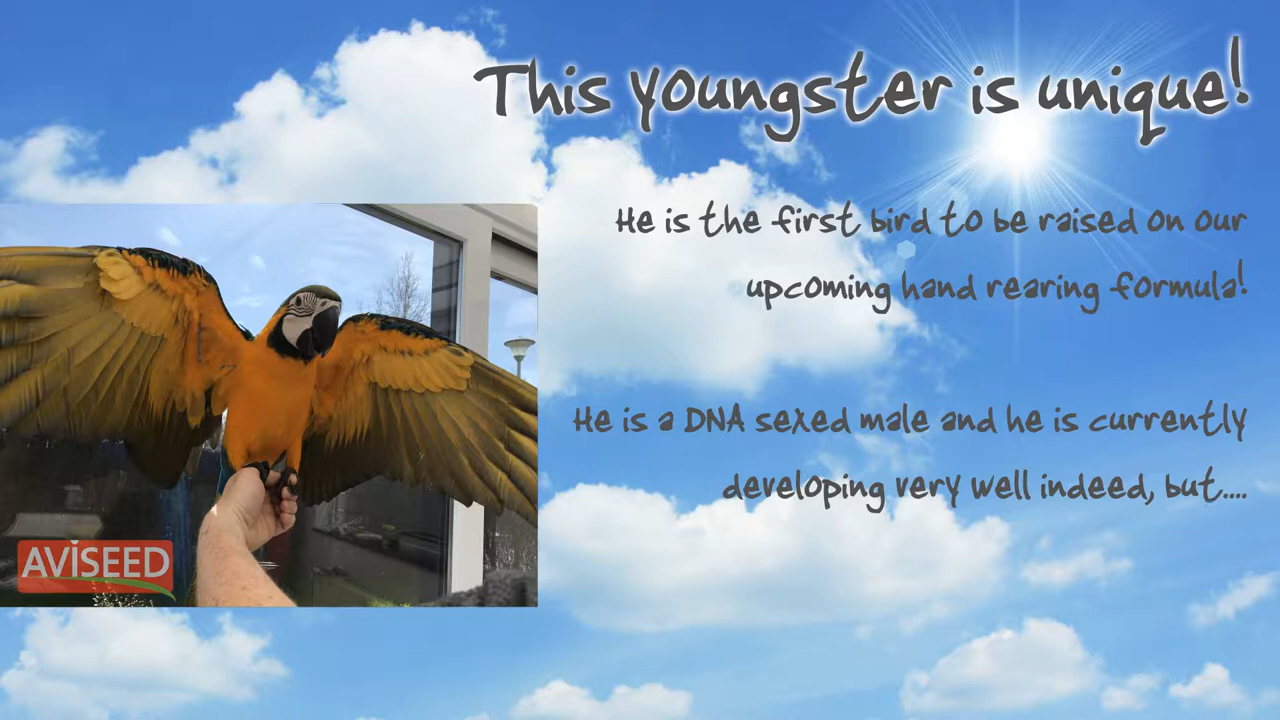 This youngster is unique!
He is the first bird to be raised on our
upcoming hand rearing formula!
He is a DNA sexed male and he is currently
developing very well indeed, but....
AVISEED